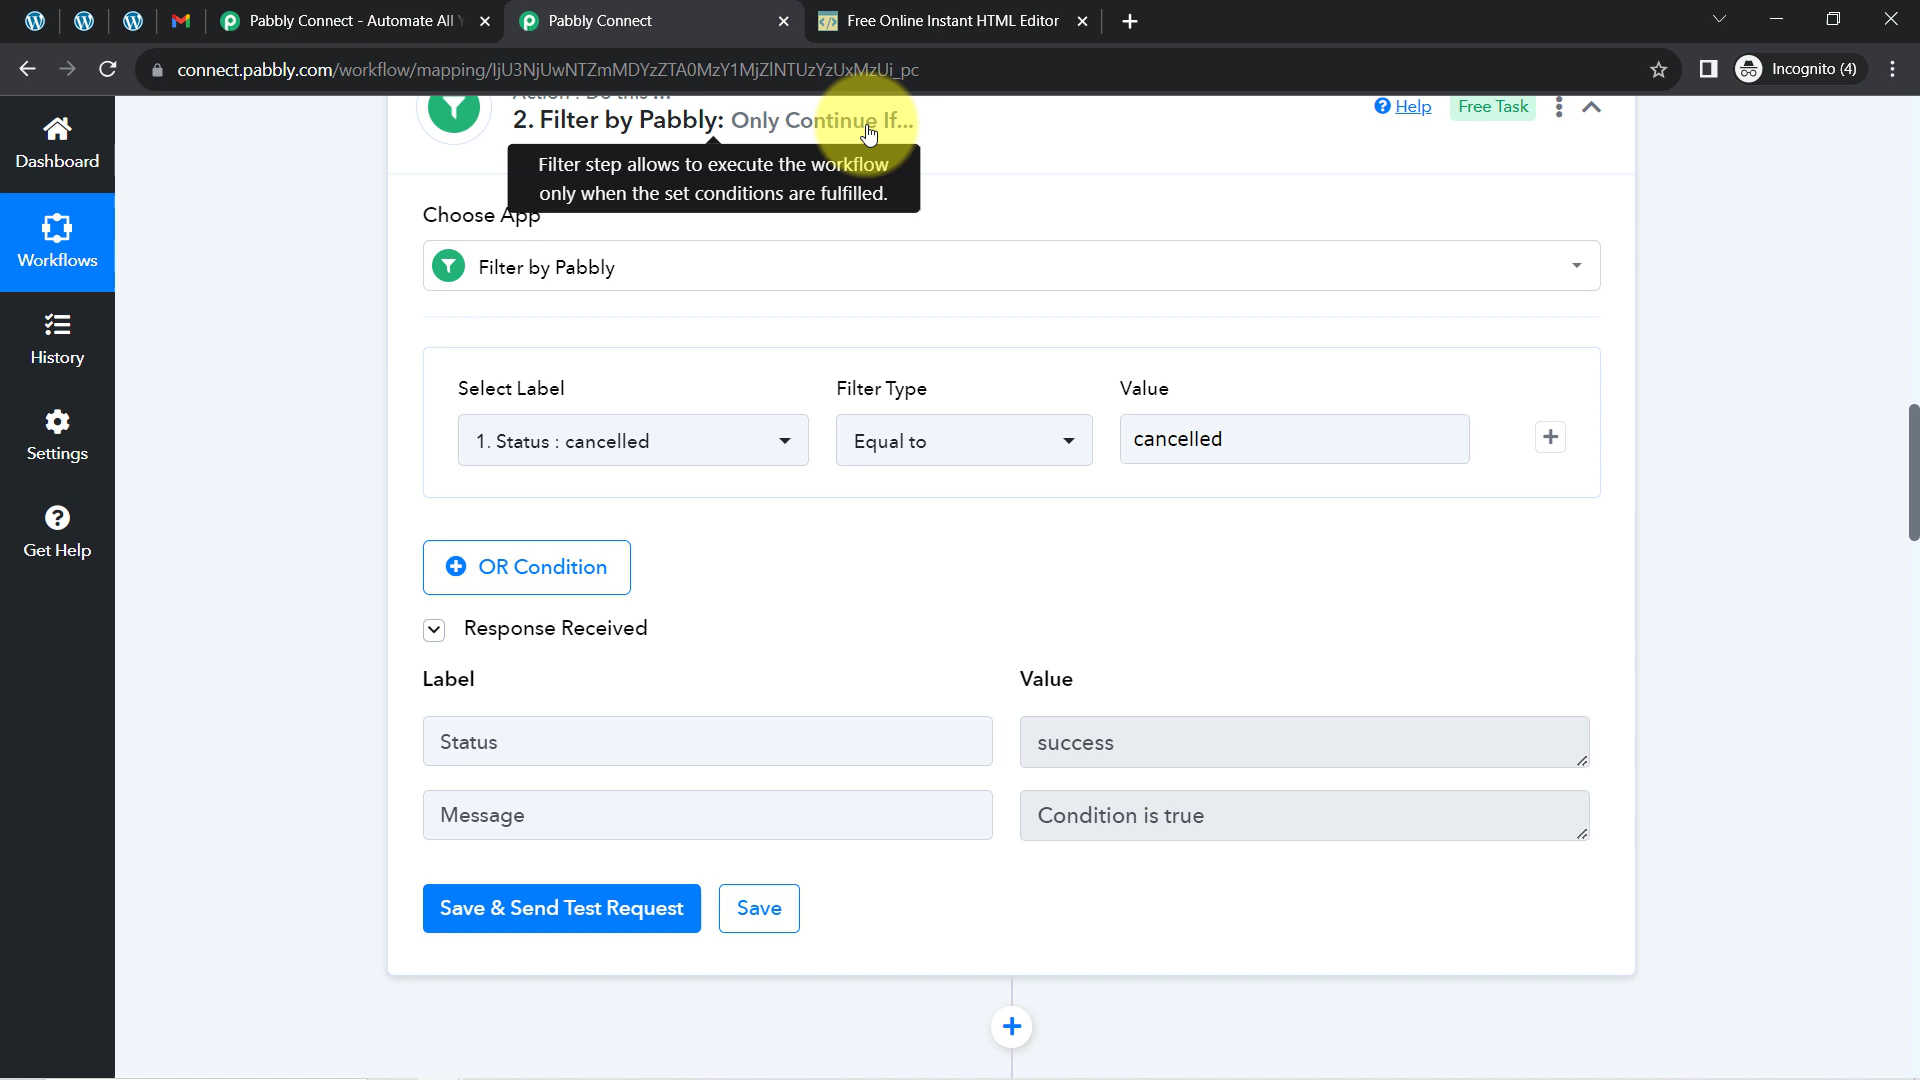 Pabbly Connect - Automate All
Pabbly Connect
Free Online Instant HTML Editor
connect.pabbly.com/workflow/mapping/IjU3NjUwNTZmMDYzZTA0MzY1MjZlNTUzYzUxMzUi_pc
Incognito (4)
Dashboard
Workflows
History
Settings
Get Help
Action : Do this ...
2. Filter by Pabbly: Only Continue If...
Help
Free Task
Filter step allows to execute the workflow
only when the set conditions are fulfilled.
Choose App
Filter by Pabbly
Select Label
Filter Type
Value
1. Status : cancelled
Equal to
cancelled
OR Condition
Response Received
Label
Value
Status
success
Message
Condition is true
Save & Send Test Request
Save